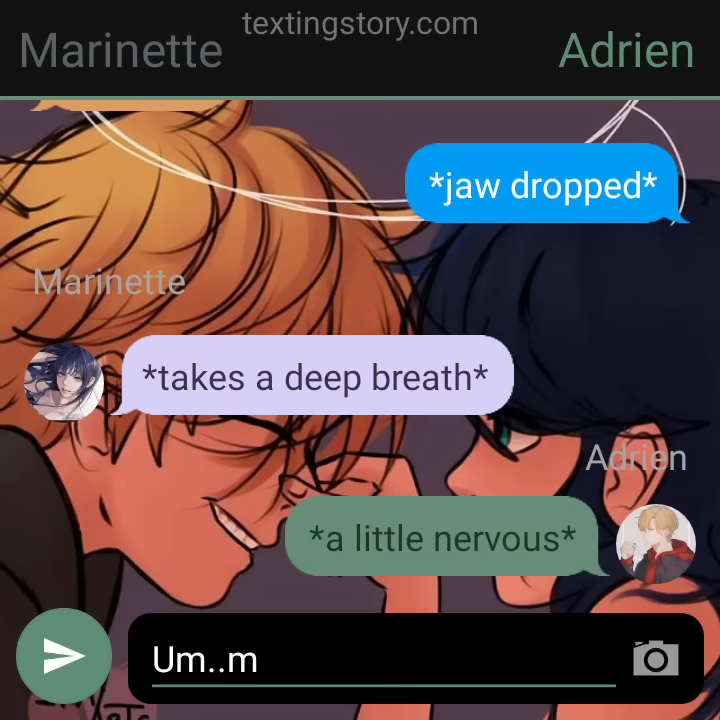 textingstory.com
Marinette
Adrien
*jaw dropped*
Marinette
*takes a deep breath*
Adrien
*a little nervous*
Um..m